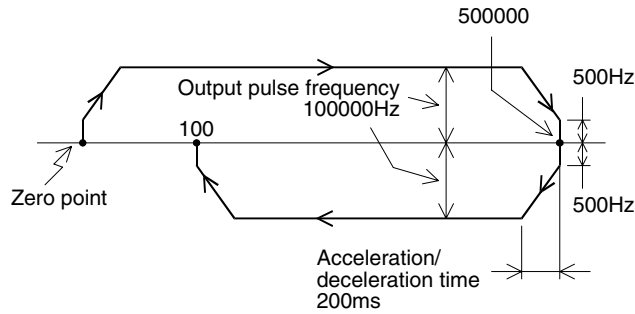 500000
500Hz
Output pulse frequency
100000Hz
100
Zero point
500Hz
Acceleration/
deceleration time
200ms